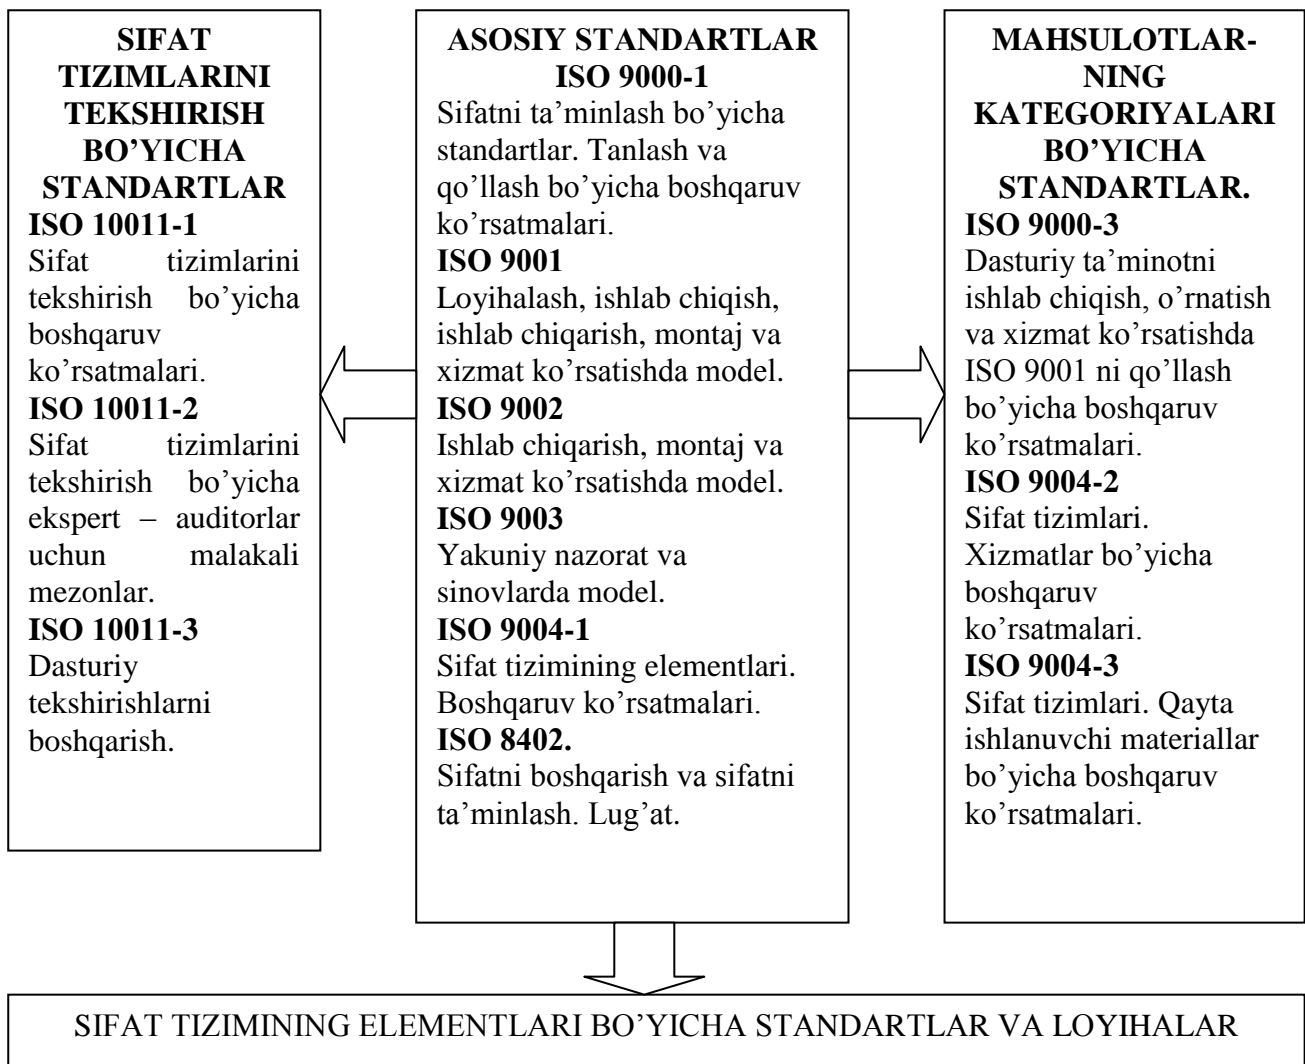 SIFAT
TIZIMLARINI
TEKSHIRISH
BO’YICHA
STANDARTLAR
ISO 10011-1
Sifat tizimlarini
tekshirish bo’yicha
boshqaruv
ko’rsatmalari.
ISO 10011-2
Sifat tizimlarini
tekshirish bo’yicha
ekspert – auditorlar
uchun malakali
mezonlar.
ISO 10011-3
Dasturiy
tekshirishlarni
boshqarish.
ASOSIY STANDARTLAR
ISO 9000-1
Sifatni ta’minlash bo’yicha
standartlar. Tanlash va
qo’llash bo’yicha boshqaruv
ko’rsatmalari.
ISO 9001
Loyihalash, ishlab chiqish,
ishlab chiqarish, montaj va
xizmat ko’rsatishda model.
ISO 9002
Ishlab chiqarish, montaj va
xizmat ko’rsatishda model.
ISO 9003
Yakuniy nazorat va
sinovlarda model.
ISO 9004-1
Sifat tizimining elementlari.
Boshqaruv ko’rsatmalari.
ISO 8402.
Sifatni boshqarish va sifatni
ta’minlash. Lug’at.
MAHSULOTLAR-
NING
KATEGORIYALARI
BO’YICHA
STANDARTLAR.
ISO 9000-3
Dasturiy ta’minotni
ishlab chiqish, o’rnatish
va xizmat ko’rsatishda
ISO 9001 ni qo’llash
bo’yicha boshqaruv
ko’rsatmalari.
ISO 9004-2
Sifat tizimlari.
Xizmatlar bo’yicha
boshqaruv
ko’rsatmalari.
ISO 9004-3
Sifat tizimlari. Qayta
ishlanuvchi materiallar
bo’yicha boshqaruv
ko’rsatmalari.
SIFAT TIZIMINING ELEMENTLARI BO’YICHA STANDARTLAR VA LOYIHALAR